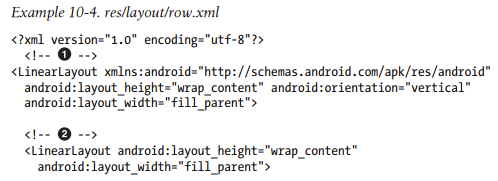 Example 10-4. res/layout/row.xml
<?xml version="1.0" encoding="utf-8"?>
<!-- ❶ -->
<LinearLayout xmlns:android="http://schemas.android.com/apk/res/android"
android:layout_height="wrap_content" android:orientation="vertical"
android:layout_width="fill_parent">
<!-- ❷ -->
<LinearLayout android:layout_height="wrap_content"
android:layout_width="fill_parent">